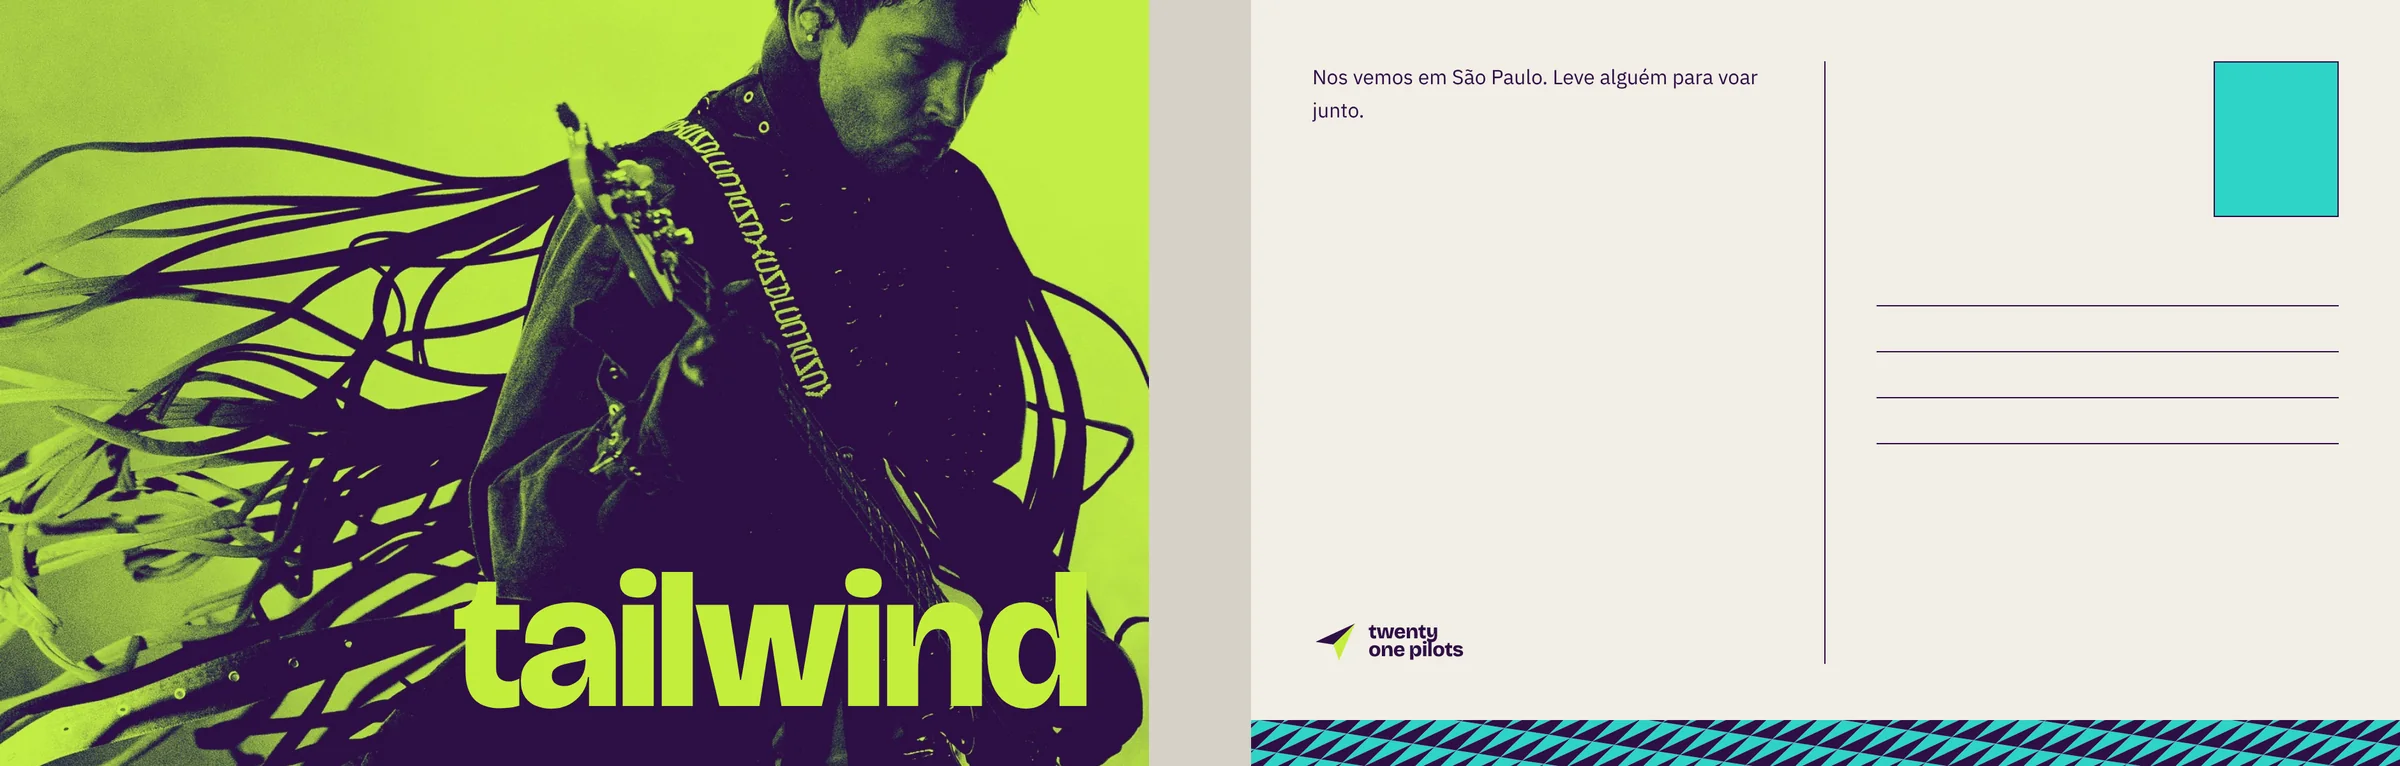 tailwind
Nos vemos em São Paulo. Leve alguém para voar
junto.
twenty
one pilots